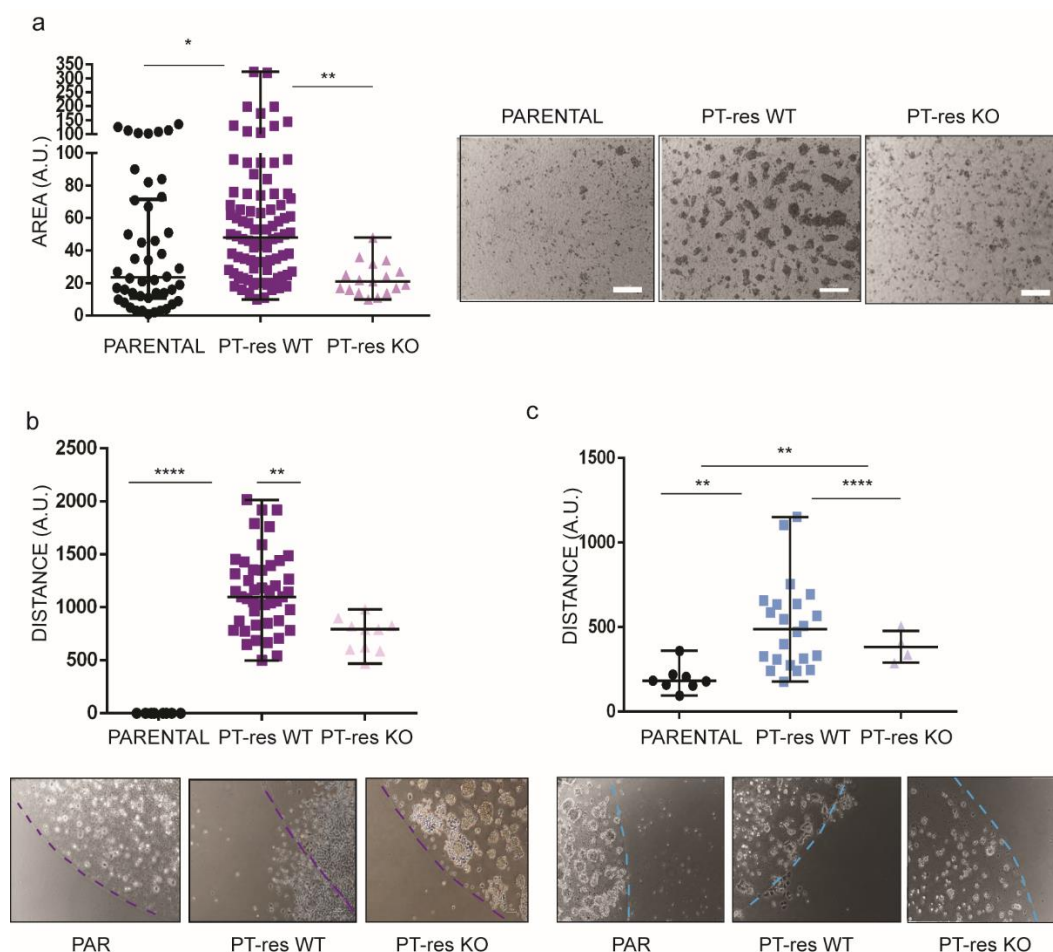 a
*
**
350
300
250
200
150
100
100
80
60
40
20
0
AREA (A.U.)
PARENTAL PT-res WT PT-res KO
PARENTAL PT-res WT PT-res KO
b
2500
2000
1500
1000
500
0
DISTANCE (A.U.)
**** **
PARENTAL PT-res WT PT-res KO
PAR PT-res WT PT-res KO
c
1500
1000
500
0
DISTANCE (A.U.)
**
** ****
PARENTAL PT-res WT PT-res KO
PAR PT-res WT PT-res KO